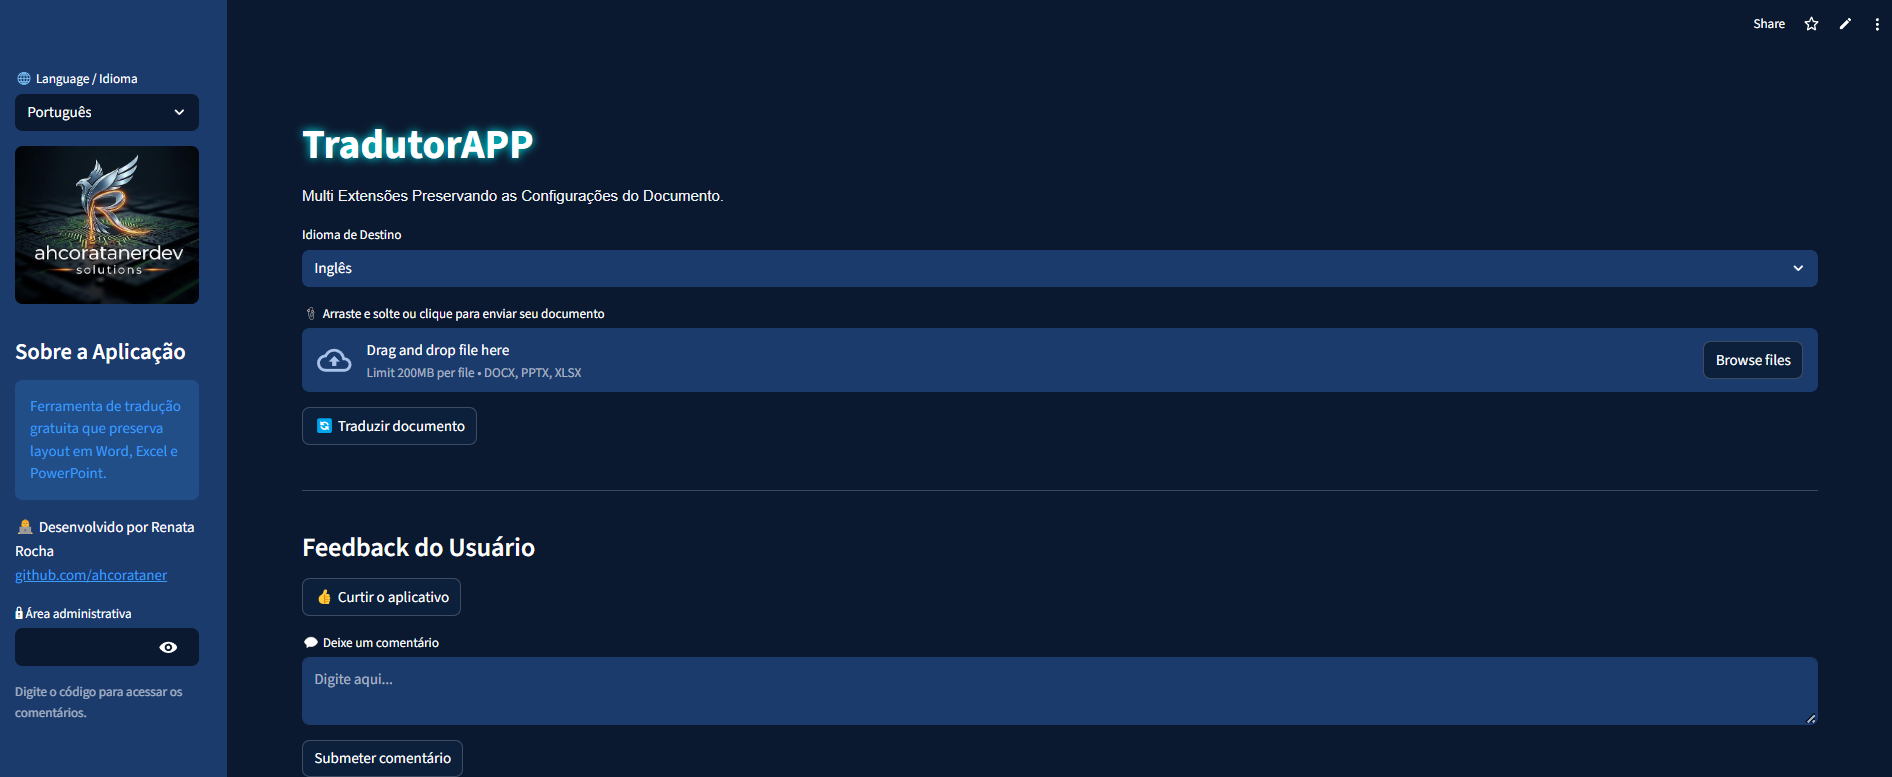 Share
Language / Idioma
Português
ahcoratanerdev
solutions
Sobre a Aplicação
Ferramenta de tradução
gratuita que preserva
layout em Word, Excel e
PowerPoint.
Desenvolvido por Renata
Rocha
github.com/ahcorataner
Área administrativa
Digite o código para acessar os
comentários.
TradutorAPP
Multi Extensões Preservando as Configurações do Documento.
Idioma de Destino
Inglês
Arraste e solte ou clique para enviar seu documento
Drag and drop file here
Limit 200MB per file • DOCX, PPTX, XLSX
Browse files
Traduzir documento
Feedback do Usuário
Curtir o aplicativo
Deixe um comentário
Digite aqui...
Submeter comentário